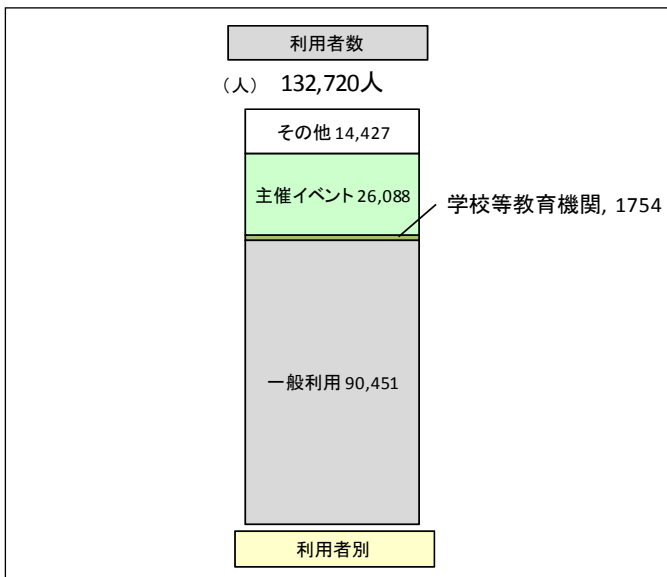 利用者数
（人） 132,720人
その他 14,427
主催イベント 26,088
学校等教育機関, 1754
一般利用 90,451
利用者別